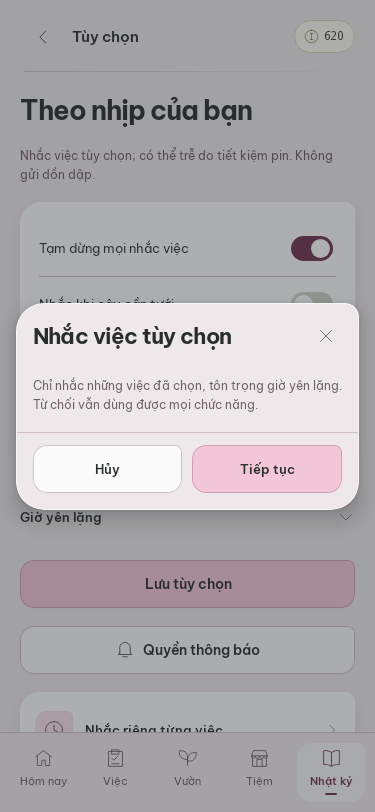 Tùy chọn
620
Theo nhịp của bạn
Nhắc việc tùy chọn; có thể trễ do tiết kiệm pin. Không
gửi dồn dập.
Tạm dừng mọi nhắc việc
Nhắc việc tùy chọn
Chỉ nhắc những việc đã chọn, tôn trọng giờ yên lặng.
Từ chối vẫn dùng được mọi chức năng.
Hủy
Tiếp tục
Giờ yên lặng
Lưu tùy chọn
Quyền thông báo
Nhắc riêng từng việc
Hôm nay
Việc
Vườn
Tiệm
Nhật ký